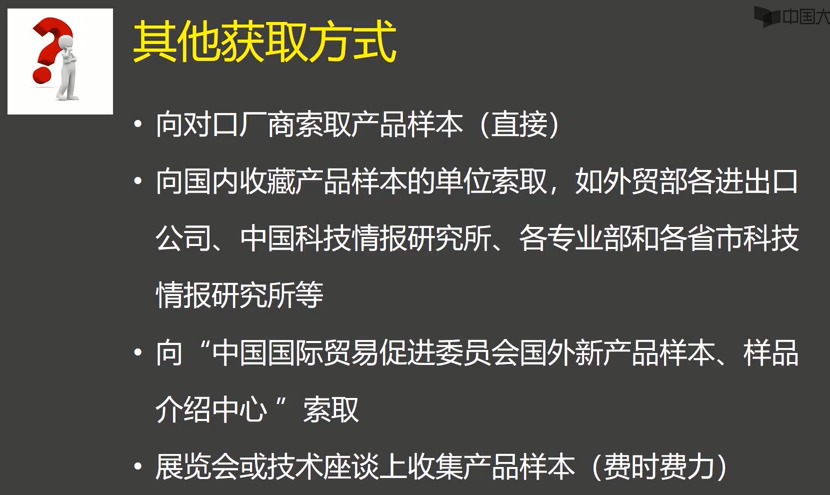 中国大
其他获取方式
• 向对口厂商索取产品样本（直接）
• 向国内收藏产品样本的单位索取，如外贸部各进出口
公司、中国科技情报研究所、各专业部和各省市科技
情报研究所等
• 向“中国国际贸易促进委员会国外新产品样本、样品
介绍中心 ”索取
• 展览会或技术座谈上收集产品样本（费时费力）